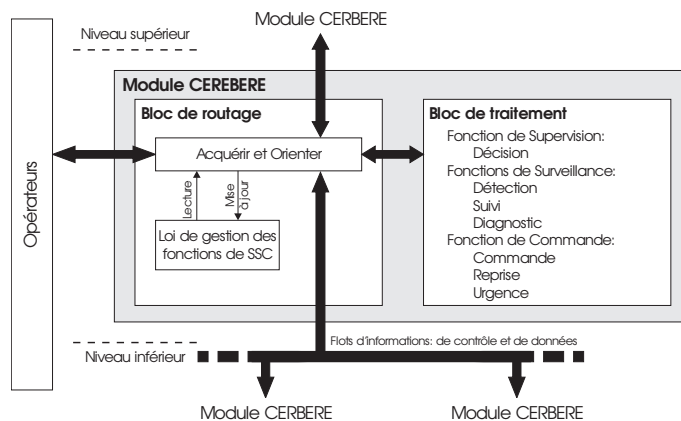 Module CERBERE
Niveau supérieur
Opérateurs
Module CEREBERE
Bloc de routage
Acquérir et Orienter
Lecture
Mise
à jour
Loi de gestion des
fonctions de SSC
Bloc de traitement
Fonction de Supervision:
Décision
Fonctions de Surveillance:
Détection
Suivi
Diagnostic
Fonction de Commande:
Commande
Reprise
Urgence
Flots d'informations: de contrôle et de données
Niveau inférieur
Module CERBERE
Module CERBERE